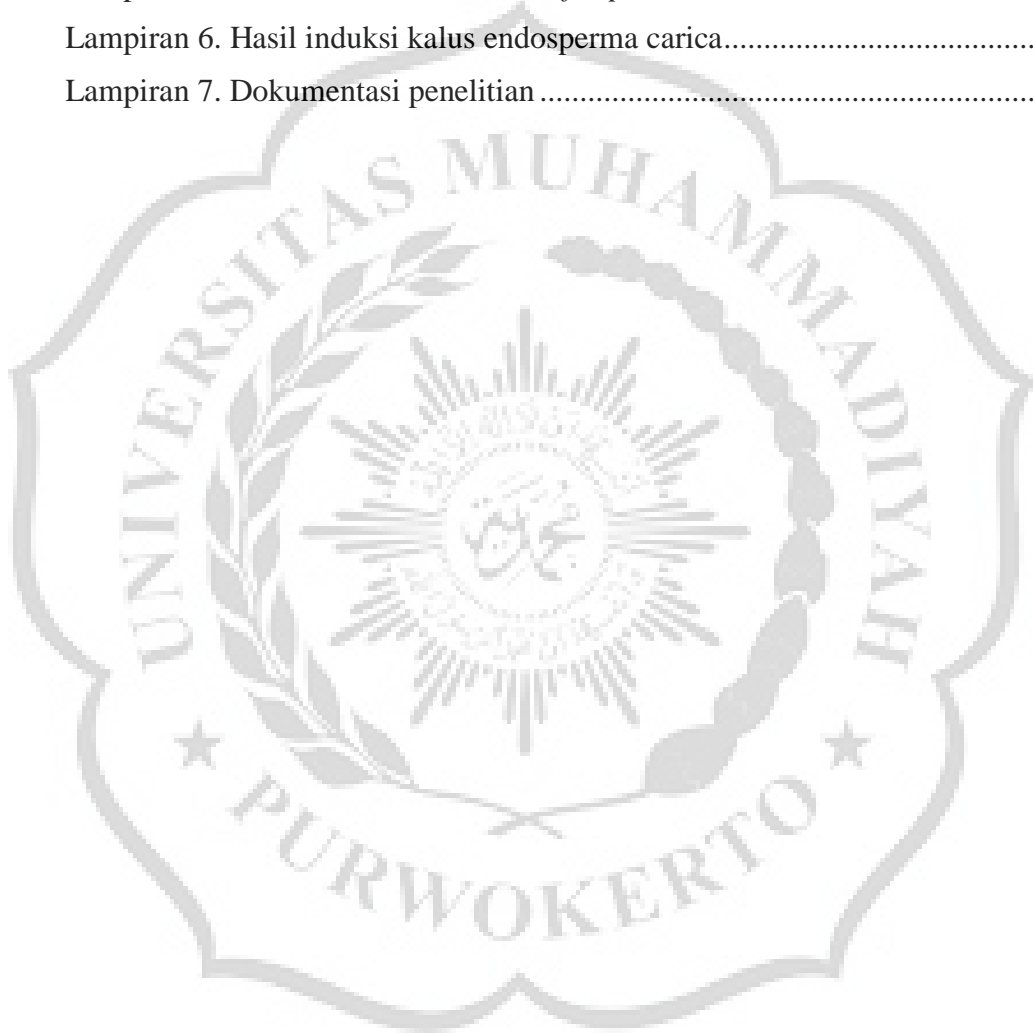 Lampiran 6. Hasil induksi kalus endosperma carica
Lampiran 7. Dokumentasi penelitian
UNIVERSITAS MUHAMMADIYAH
★ PURWOKERTO ★